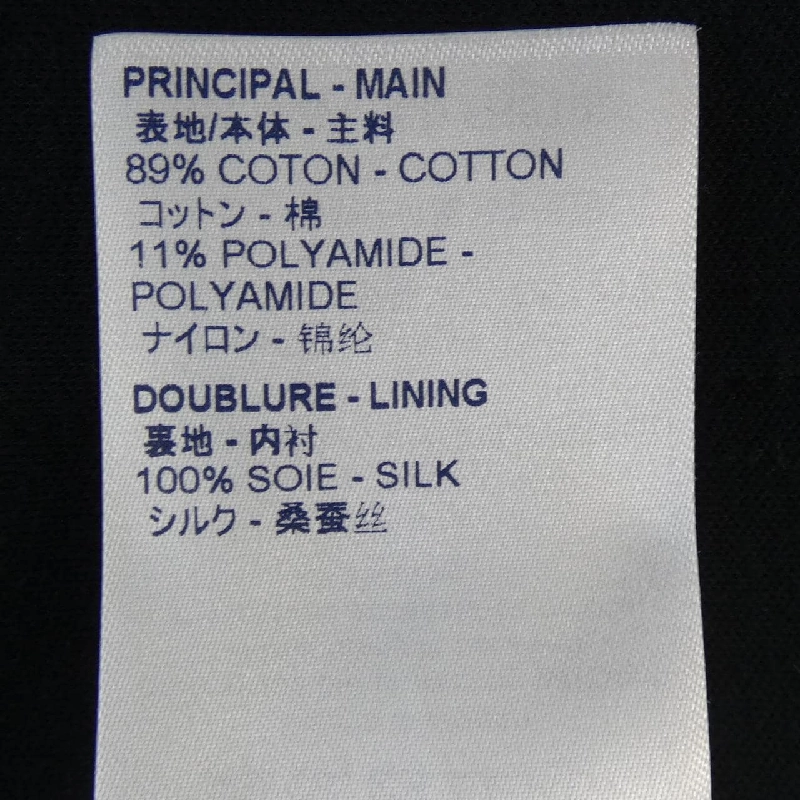 PRINCIPAL - MAIN
表地/本体 - 主料
89% COTON - COTTON
コットン - 棉
11% POLYAMIDE -
POLYAMIDE
ナイロン - 锦纶
DOUBLURE - LINING
裏地 - 内衬
100% SOIE - SILK
シルク - 桑蚕丝